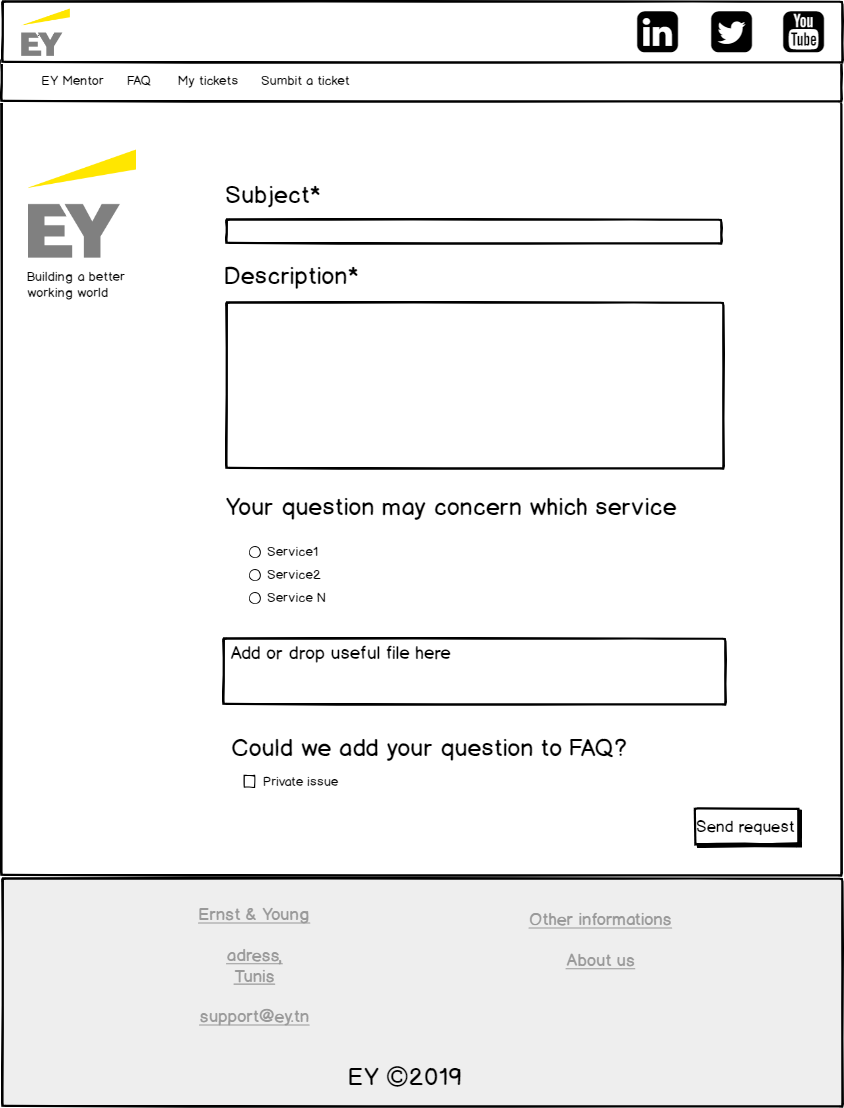 EY
in
You
Tube
EY Mentor FAQ My tickets Sumbit a ticket
EY
Building a better
working world
Subject*
Description*
Your question may concern which service
Service1
Service2
Service N
Add or drop useful file here
Could we add your question to FAQ?
Private issue
Send request
Ernst & Young
adress,
Tunis
support@ey.tn
Other informations
About us
EY ©2019